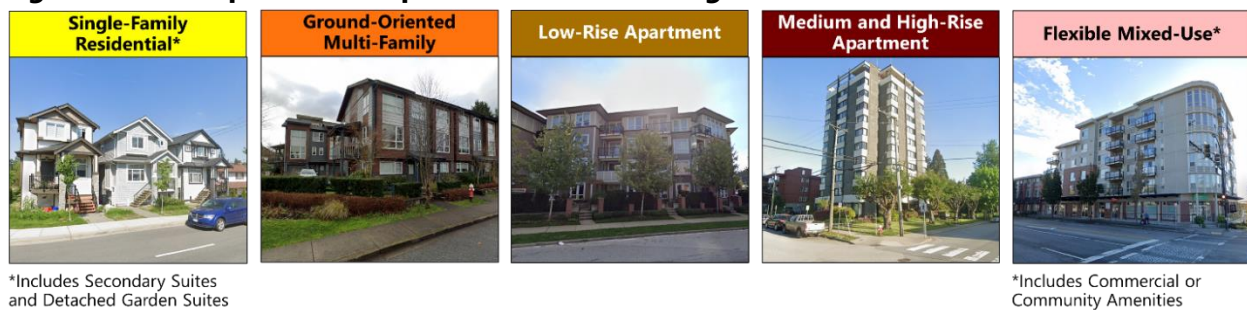 Single-Family
Residential*
Ground-Oriented
Multi-Family
Low-Rise Apartment
Medium and High-Rise
Apartment
Flexible Mixed-Use*
*Includes Secondary Suites
and Detached Garden Suites
*Includes Commercial or
Community Amenities